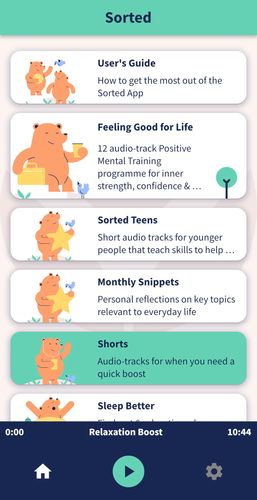 Sorted
User's Guide
How to get the most out of the
Sorted App
Feeling Good for Life
12 audio-track Positive
Mental Training
programme for inner
strength, confidence & ...
Sorted Teens
Short audio tracks for younger
people that teach skills to help ...
Monthly Snippets
Personal reflections on key topics
relevant to everyday life
Shorts
Audio-tracks for when you need a
quick boost
Sleep Better
0:00 Relaxation Boost 10:44